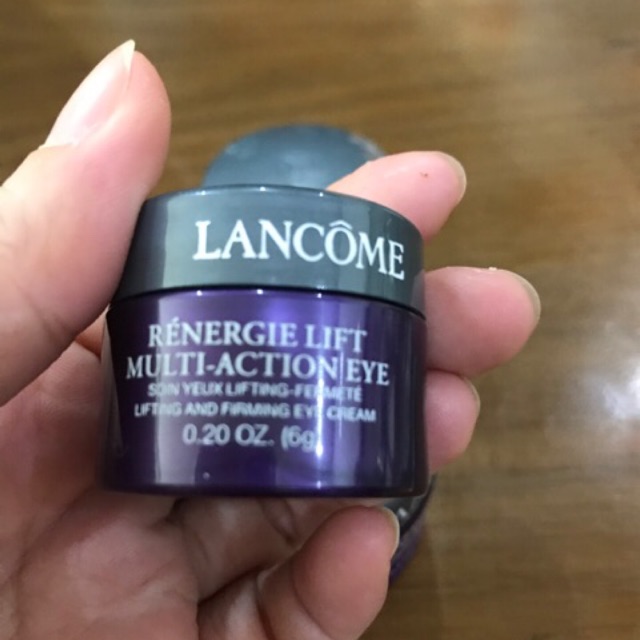 LANCÔME
RÉNERGIE LIFT
MULTI-ACTION|EYE
SOIN YEUX LIFTING-FERMETÉ
LIFTING AND FIRMING EYE CREAM
0.20 OZ. (6g)